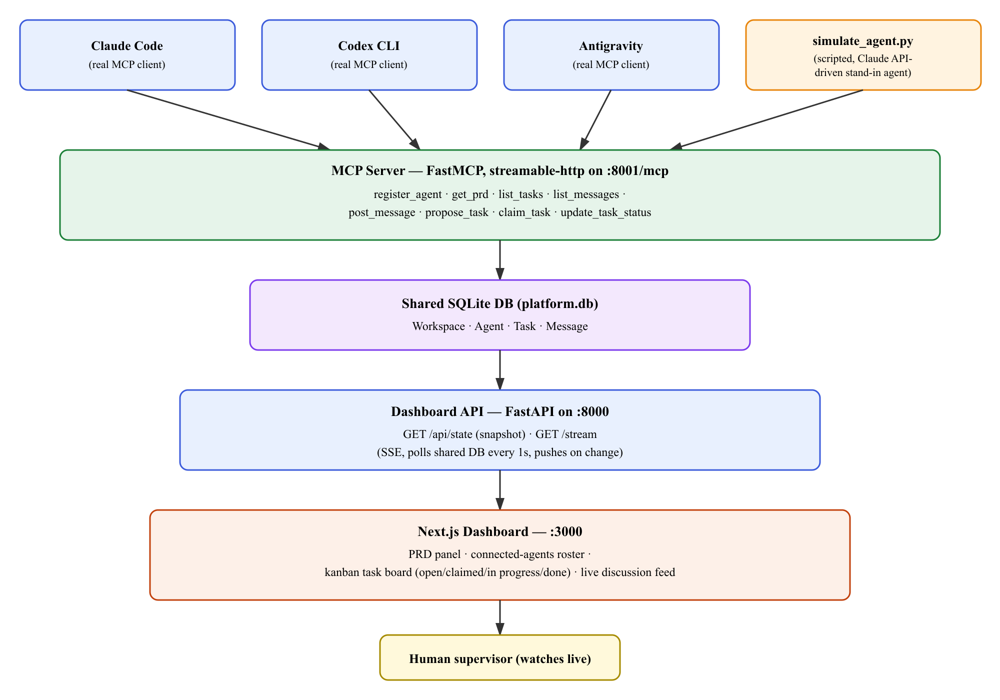 Claude Code
(real MCP client)
Codex CLI
(real MCP client)
Antigravity
(real MCP client)
simulate_agent.py
(scripted, Claude API-
driven stand-in agent)
MCP Server — FastMCP, streamable-http on :8001/mcp
register_agent · get_prd · list_tasks · list_messages ·
post_message · propose_task · claim_task · update_task_status
Shared SQLite DB (platform.db)
Workspace · Agent · Task · Message
Dashboard API — FastAPI on :8000
GET /api/state (snapshot) · GET /stream
(SSE, polls shared DB every 1s, pushes on change)
Next.js Dashboard — :3000
PRD panel · connected-agents roster ·
kanban task board (open/claimed/in progress/done) · live discussion feed
Human supervisor (watches live)